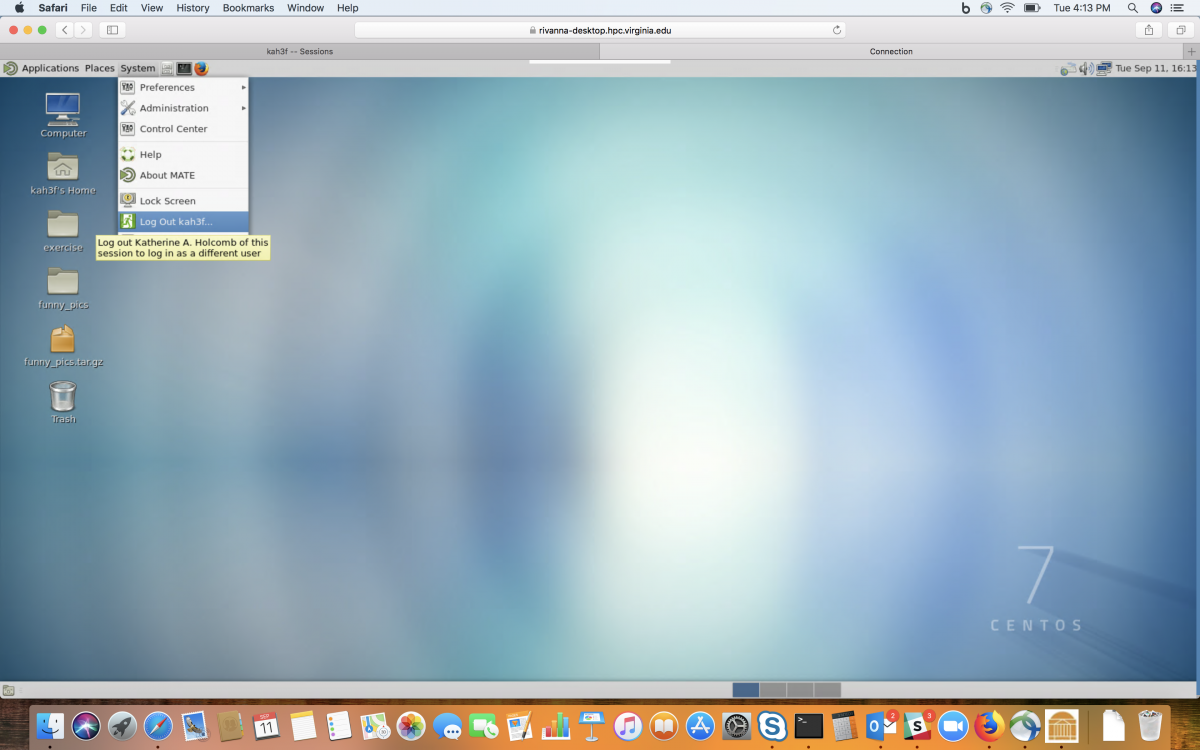 Safari File Edit View History Bookmarks Window Help
Tue 4:13 PM
rivanna-desktop.hpc.virginia.edu
kah3f -- Sessions
Connection
Applications Places System
Tue Sep 11, 16:13
Preferences
Administration
Control Center
Help
About MATE
Lock Screen
Log Out kah3f...
Log out Katherine A. Holcomb of this
session to log in as a different user
Computer
kah3f's Home
exercise
funny_pics
funny_pics.tar.gz
Trash
7
CENTOS
SEP
11
2
3